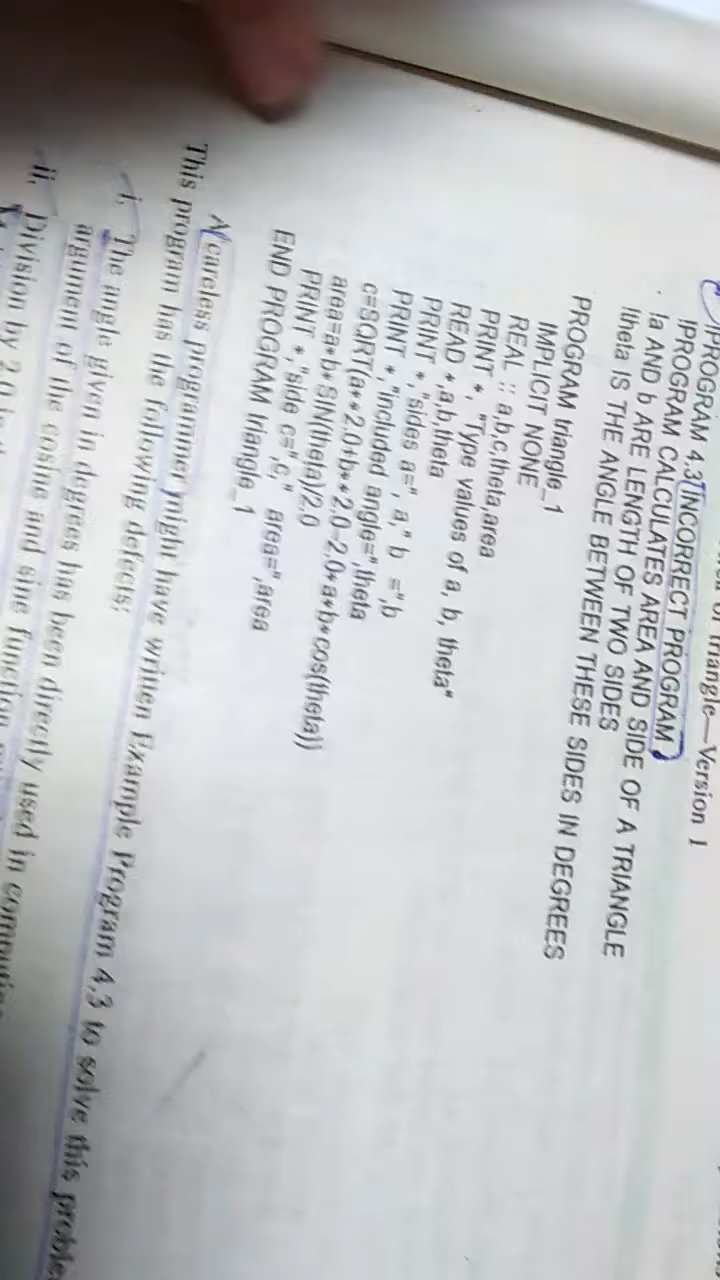 Triangle—Version 1
!PROGRAM 4.3 INCORRECT PROGRAM
!PROGRAM CALCULATES AREA AND SIDE OF A TRIANGLE
!a AND b ARE LENGTH OF TWO SIDES
!theta IS THE ANGLE BETWEEN THESE SIDES IN DEGREES
PROGRAM triangle_1
IMPLICIT NONE
REAL :: a,b,c,theta,area
PRINT *, "Type values of a, b, theta"
READ *,a,b,theta
PRINT *,"sides a=", a," b =",b
PRINT *,"included angle=",theta
c=SQRT(a**2.0+b**2.0-2.0*a*b*cos(theta))
area=a*b*SIN(theta)/2.0
PRINT *,"side c=",c," area=",area
END PROGRAM triangle_1
A careless programmer might have written Example Program 4.3 to solve this
This program has the following defects:
i. The angle given in degrees has been directly used in
argument of the cosine and sine function
ii. Division by 2.0